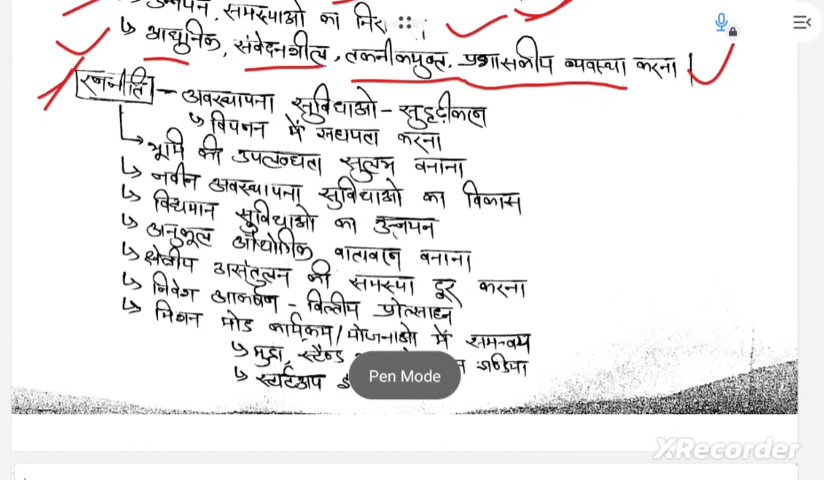 उन्नयन, समस्याओं का
↳ आधुनिक, संवेदनशील, तकनीकयुक्त, प्रशासकीय व्यवस्था करना।
रणनीति – अवस्थापना सुविधाओं – सुदृढ़ीकरण
↳ विपणन में सहायता करना
↳ भूमि की उपलब्धता सुलभ बनाना
↳ नवीन अवस्थापना सुविधाओं का विकास
↳ विद्यमान सुविधाओं का उन्नयन
↳ अनुकूल औद्योगिक वातावरण बनाना
↳ क्षेत्रीय असंतुलन की समस्या दूर करना
↳ निवेश आकर्षण – वित्तीय प्रोत्साहन
↳ मिशन मोड कार्यक्रम/योजनाओं में समन्वय
↳ मुद्रा, स्टैण्ड इण्डिया
↳ स्टार्टअप
Pen Mode
XRecorder